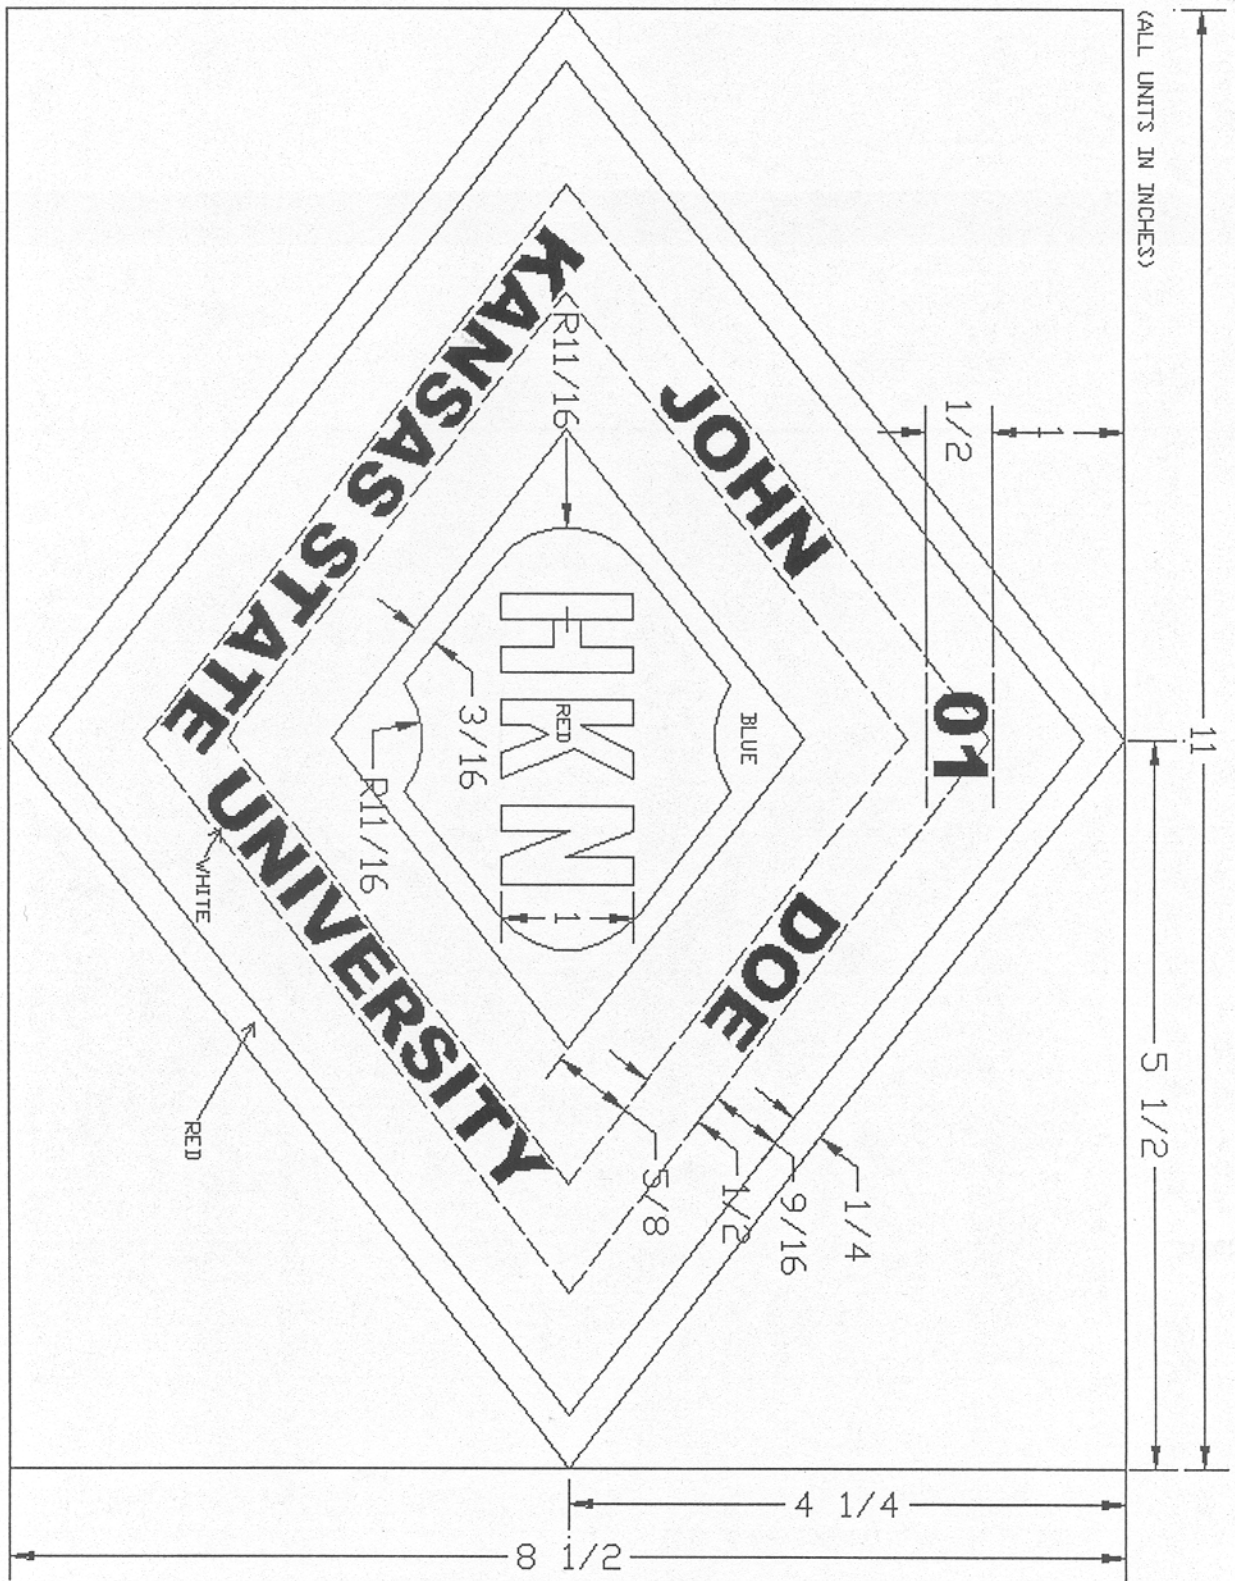 (ALL UNITS IN INCHES)
11
5 1/2
1
1/2
01
JOHN
DOE
1/4
9/16
1/2
5/8
BLUE
R11/16
HKN
RED
1
3/16
R11/16
KANSAS STATE UNIVERSITY
WHITE
RED
4 1/4
8 1/2